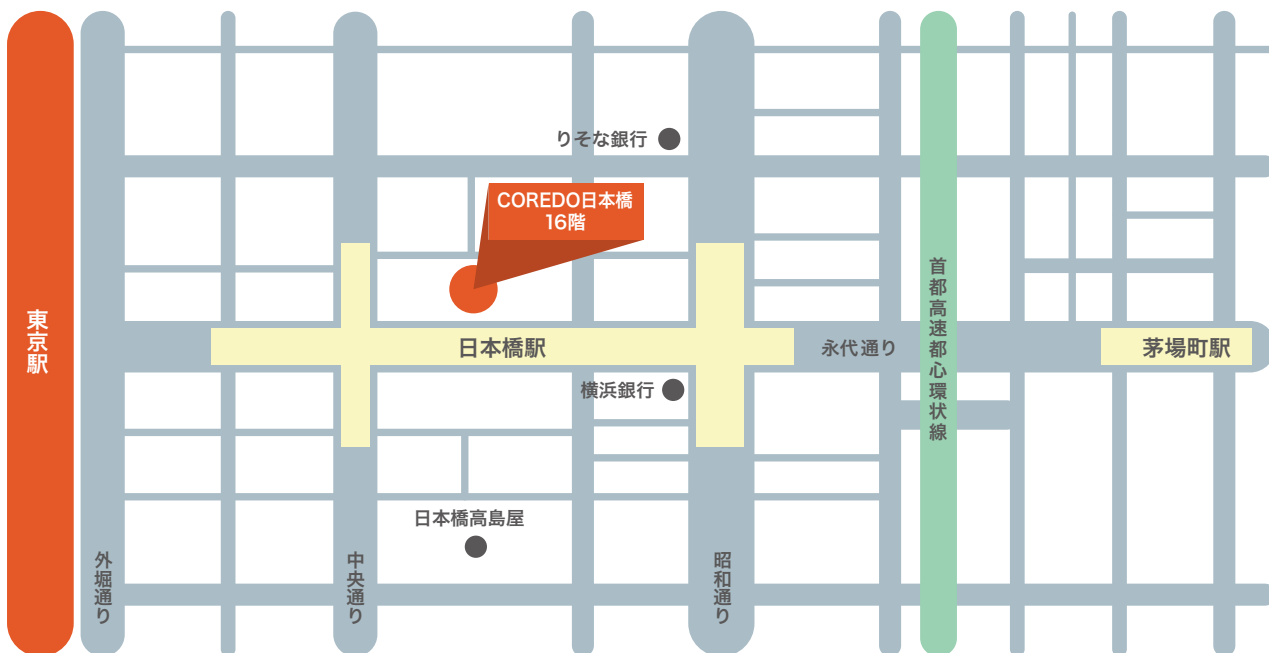 りそな銀行
COREDO日本橋
16階
東京駅
首都高速都心環状線
日本橋駅
永代通り
茅場町駅
横浜銀行
日本橋高島屋
外堀通り
中央通り
昭和通り